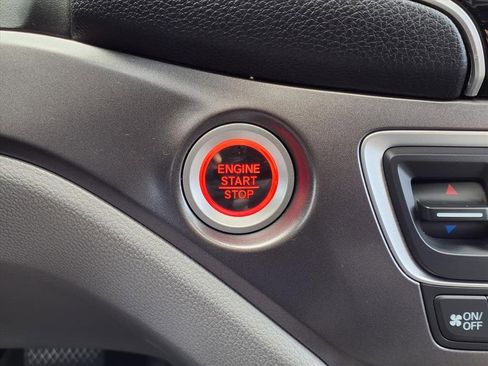 ENGINE
START
STOP
ON/
OFF